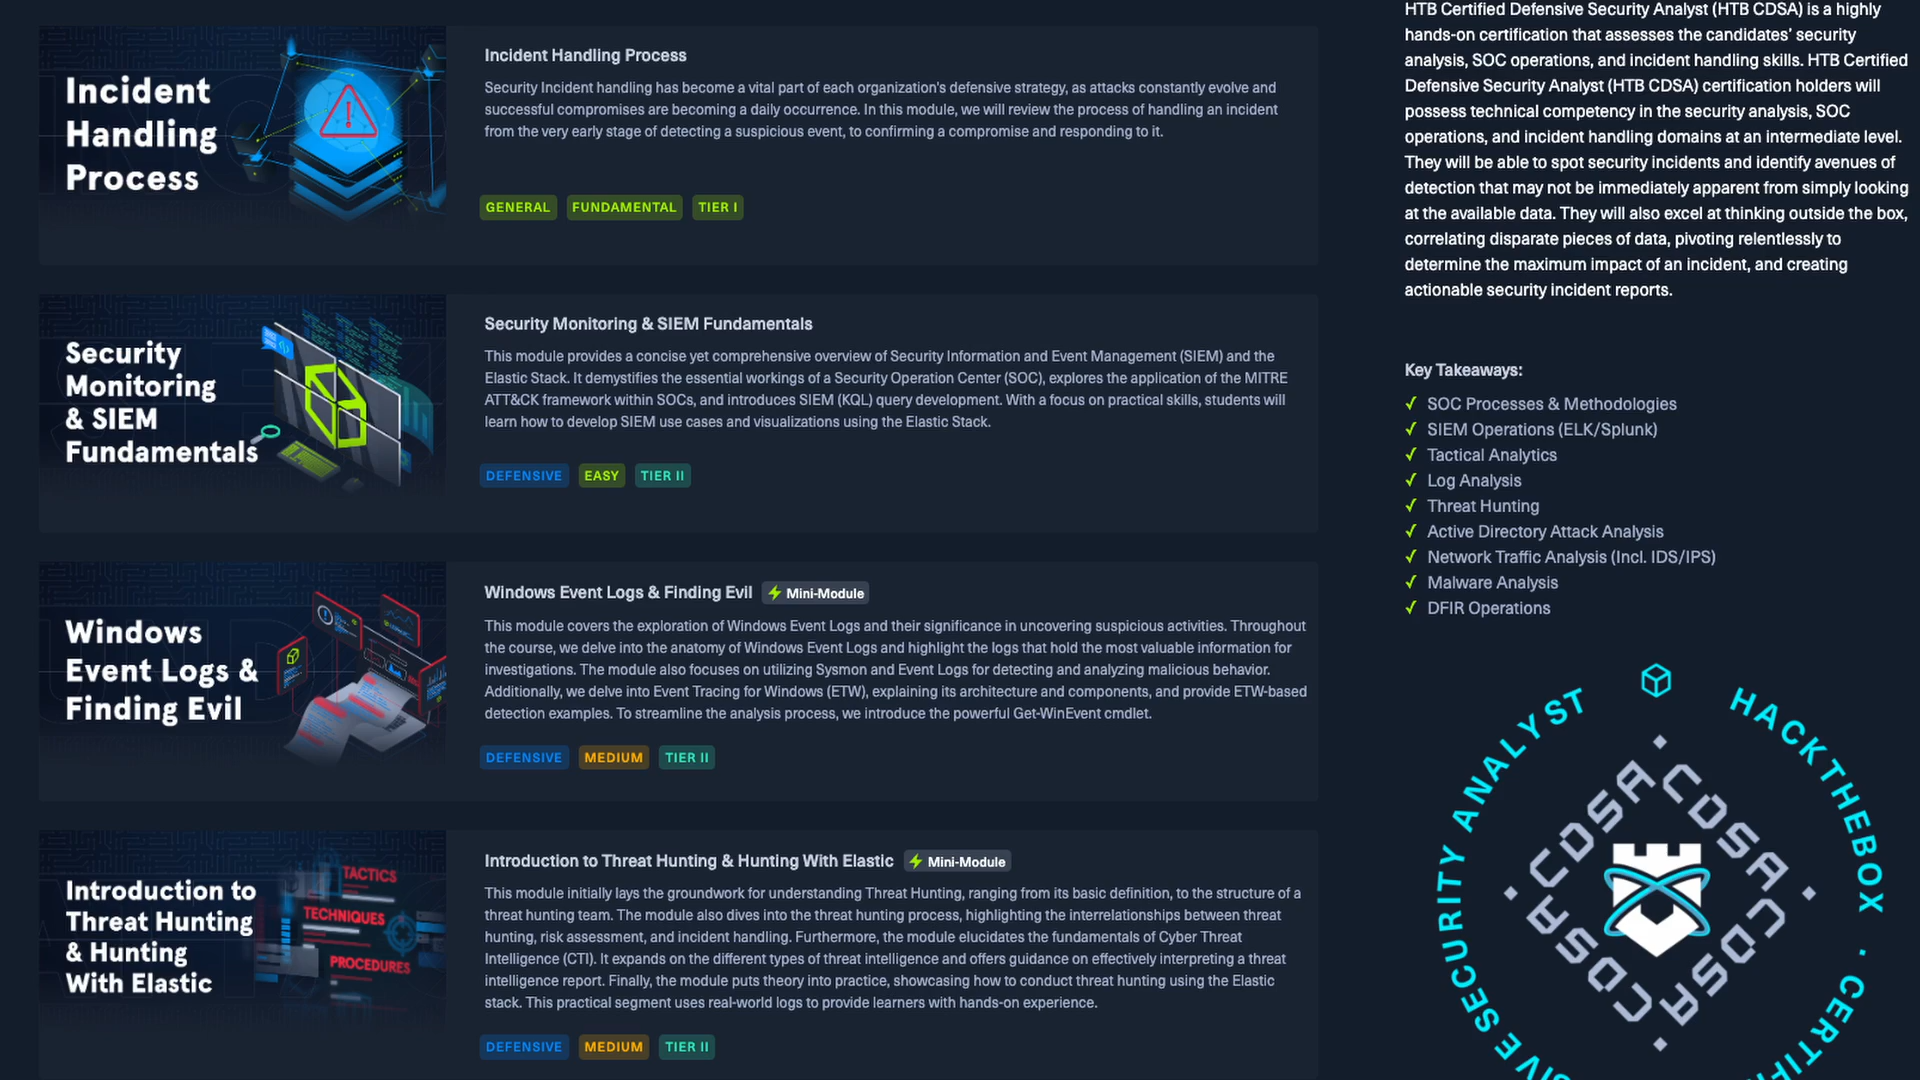 Incident
Handling
Process
Incident Handling Process
Security Incident handling has become a vital part of each organization's defensive strategy, as attacks constantly evolve and
successful compromises are becoming a daily occurrence. In this module, we will review the process of handling an incident
from the very early stage of detecting a suspicious event, to confirming a compromise and responding to it.
GENERAL FUNDAMENTAL TIER I
Security
Monitoring
& SIEM
Fundamentals
Security Monitoring & SIEM Fundamentals
This module provides a concise yet comprehensive overview of Security Information and Event Management (SIEM) and the
Elastic Stack. It demystifies the essential workings of a Security Operation Center (SOC), explores the application of the MITRE
ATT&CK framework within SOCs, and introduces SIEM (KQL) query development. With a focus on practical skills, students will
learn how to develop SIEM use cases and visualizations using the Elastic Stack.
DEFENSIVE EASY TIER II
Windows
Event Logs &
Finding Evil
Windows Event Logs & Finding Evil Mini-Module
This module covers the exploration of Windows Event Logs and their significance in uncovering suspicious activities. Throughout
the course, we delve into the anatomy of Windows Event Logs and highlight the logs that hold the most valuable information for
investigations. The module also focuses on utilizing Sysmon and Event Logs for detecting and analyzing malicious behavior.
Additionally, we delve into Event Tracing for Windows (ETW), explaining its architecture and components, and provide ETW-based
detection examples. To streamline the analysis process, we introduce the powerful Get-WinEvent cmdlet.
DEFENSIVE MEDIUM TIER II
Introduction to
Threat Hunting
& Hunting
With Elastic
TACTICS
TECHNIQUES
PROCEDURES
Introduction to Threat Hunting & Hunting With Elastic Mini-Module
This module initially lays the groundwork for understanding Threat Hunting, ranging from its basic definition, to the structure of a
threat hunting team. The module also dives into the threat hunting process, highlighting the interrelationships between threat
hunting, risk assessment, and incident handling. Furthermore, the module elucidates the fundamentals of Cyber Threat
Intelligence (CTI). It expands on the different types of threat intelligence and offers guidance on effectively interpreting a threat
intelligence report. Finally, the module puts theory into practice, showcasing how to conduct threat hunting using the Elastic
stack. This practical segment uses real-world logs to provide learners with hands-on experience.
DEFENSIVE MEDIUM TIER II
HTB Certified Defensive Security Analyst (HTB CDSA) is a highly
hands-on certification that assesses the candidates' security
analysis, SOC operations, and incident handling skills. HTB Certified
Defensive Security Analyst (HTB CDSA) certification holders will
possess technical competency in the security analysis, SOC
operations, and incident handling domains at an intermediate level.
They will be able to spot security incidents and identify avenues of
detection that may not be immediately apparent from simply looking
at the available data. They will also excel at thinking outside the box,
correlating disparate pieces of data, pivoting relentlessly to
determine the maximum impact of an incident, and creating
actionable security incident reports.
Key Takeaways:
✓ SOC Processes & Methodologies
✓ SIEM Operations (ELK/Splunk)
✓ Tactical Analytics
✓ Log Analysis
✓ Threat Hunting
✓ Active Directory Attack Analysis
✓ Network Traffic Analysis (Incl. IDS/IPS)
✓ Malware Analysis
✓ DFIR Operations
HACKTHEBOX · CERTIF
SIVE SECURITY ANALYST
CDSA
CDSA
CDSA
CDSA